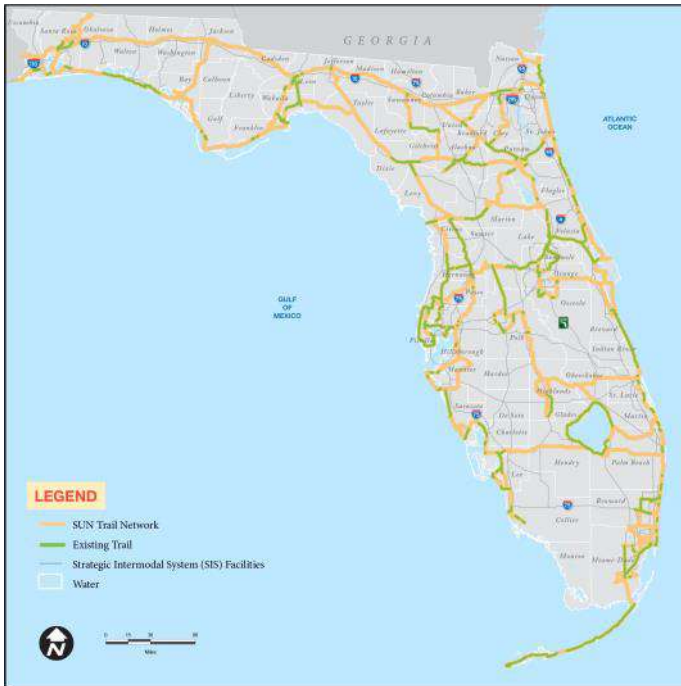 GEORGIA
Escambia
Santa Rosa
Okaloosa
Holmes
Jackson
Walton
Washington
Gadsden
Bay
Calhoun
Leon
Jefferson
Madison
Hamilton
Nassau
Liberty
Wakulla
Taylor
Suwannee
Columbia
Baker
Duval
Gulf
Franklin
Lafayette
Union
Bradford
Clay
St. Johns
ATLANTIC
OCEAN
Gilchrist
Alachua
Putnam
Dixie
Levy
Flagler
Marion
Volusia
Citrus
Sumter
Lake
Hernando
Seminole
Orange
Pasco
GULF
OF
MEXICO
Osceola
Brevard
Polk
Hillsborough
Indian River
Manatee
Hardee
Okeechobee
Highlands
St. Lucie
Sarasota
De Soto
Glades
Martin
Charlotte
Lee
Hendry
Palm Beach
Collier
Broward
Monroe
Miami-Dade
LEGEND
SUN Trail Network
Existing Trail
Strategic Intermodal System (SIS) Facilities
Water
N
Miles